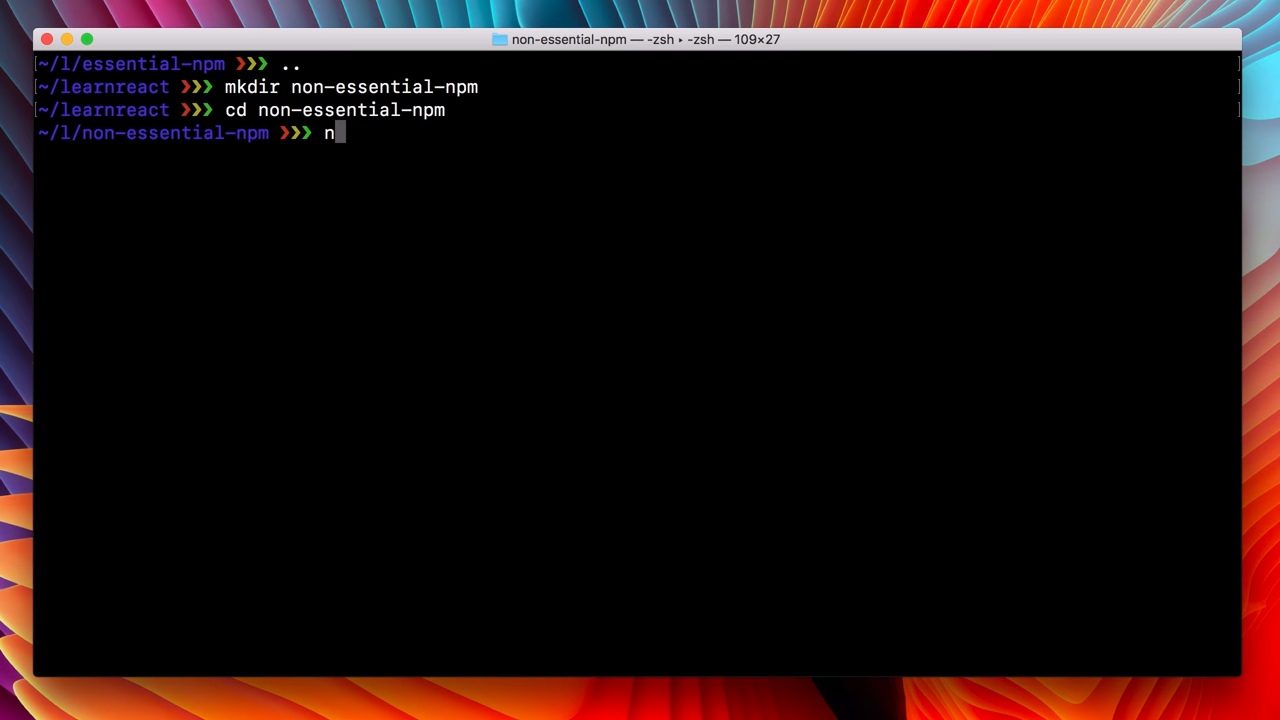 non-essential-npm — -zsh ▸ -zsh — 109×27
[~/l/essential-npm ❯❯❯ .. ]
[~/learnreact ❯❯❯ mkdir non-essential-npm ]
[~/learnreact ❯❯❯ cd non-essential-npm ]
~/l/non-essential-npm ❯❯❯ n